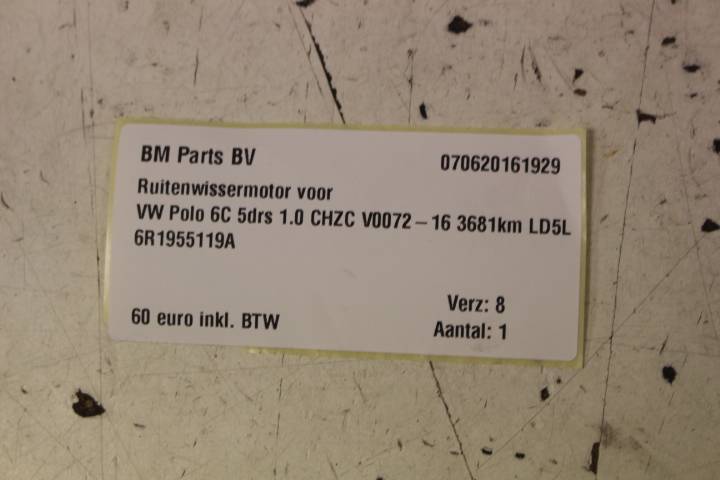 BM Parts BV 070620161929
Ruitenwissermotor voor
VW Polo 6C 5drs 1.0 CHZC V0072-16 3681km LD5L
6R1955119A
Verz: 8
60 euro inkl. BTW Aantal: 1